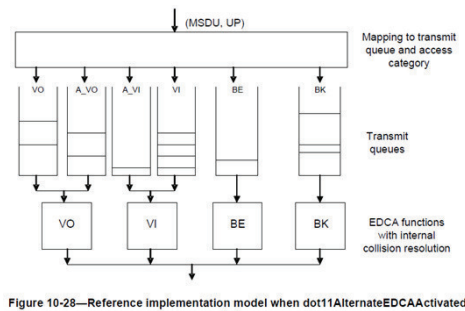 (MSDU, UP)
Mapping to transmit
queue and access
category
VO A_VO A_VI VI BE BK
Transmit
queues
VO VI BE BK
EDCA functions
with internal
collision resolution
Figure 10-28—Reference implementation model when dot11AlternateEDCAActivated